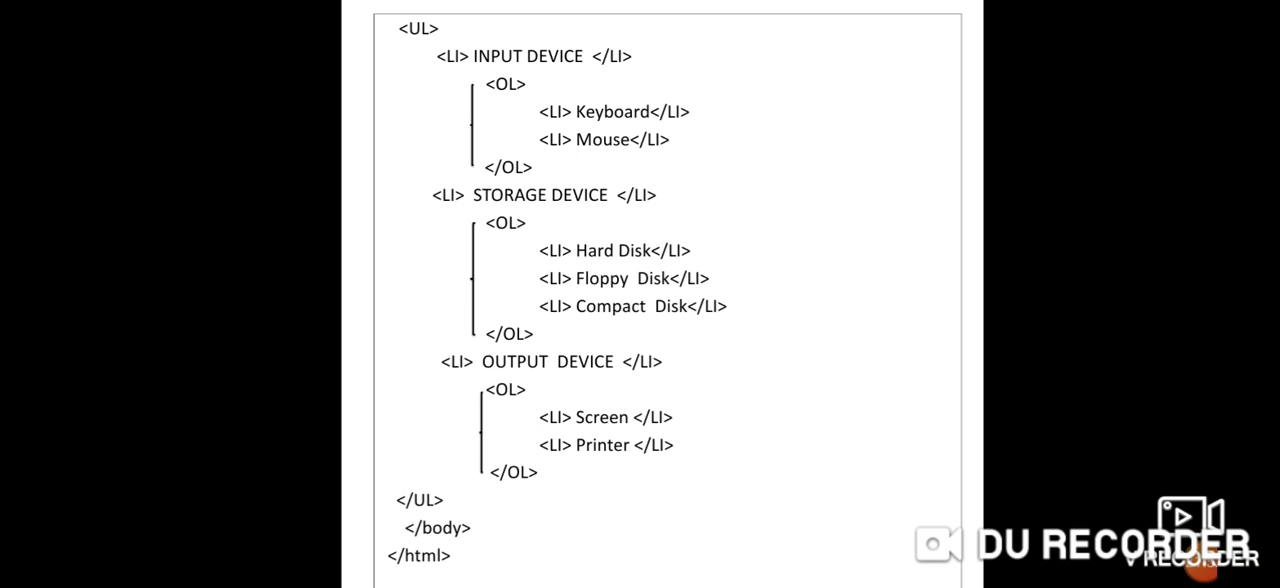 <UL>
<LI> INPUT DEVICE </LI>
<OL>
<LI> Keyboard</LI>
<LI> Mouse</LI>
</OL>
<LI> STORAGE DEVICE </LI>
<OL>
<LI> Hard Disk</LI>
<LI> Floppy Disk</LI>
<LI> Compact Disk</LI>
</OL>
<LI> OUTPUT DEVICE </LI>
<OL>
<LI> Screen </LI>
<LI> Printer </LI>
</OL>
</UL>
</body>
</html>
DU RECORDER
V RECORDER